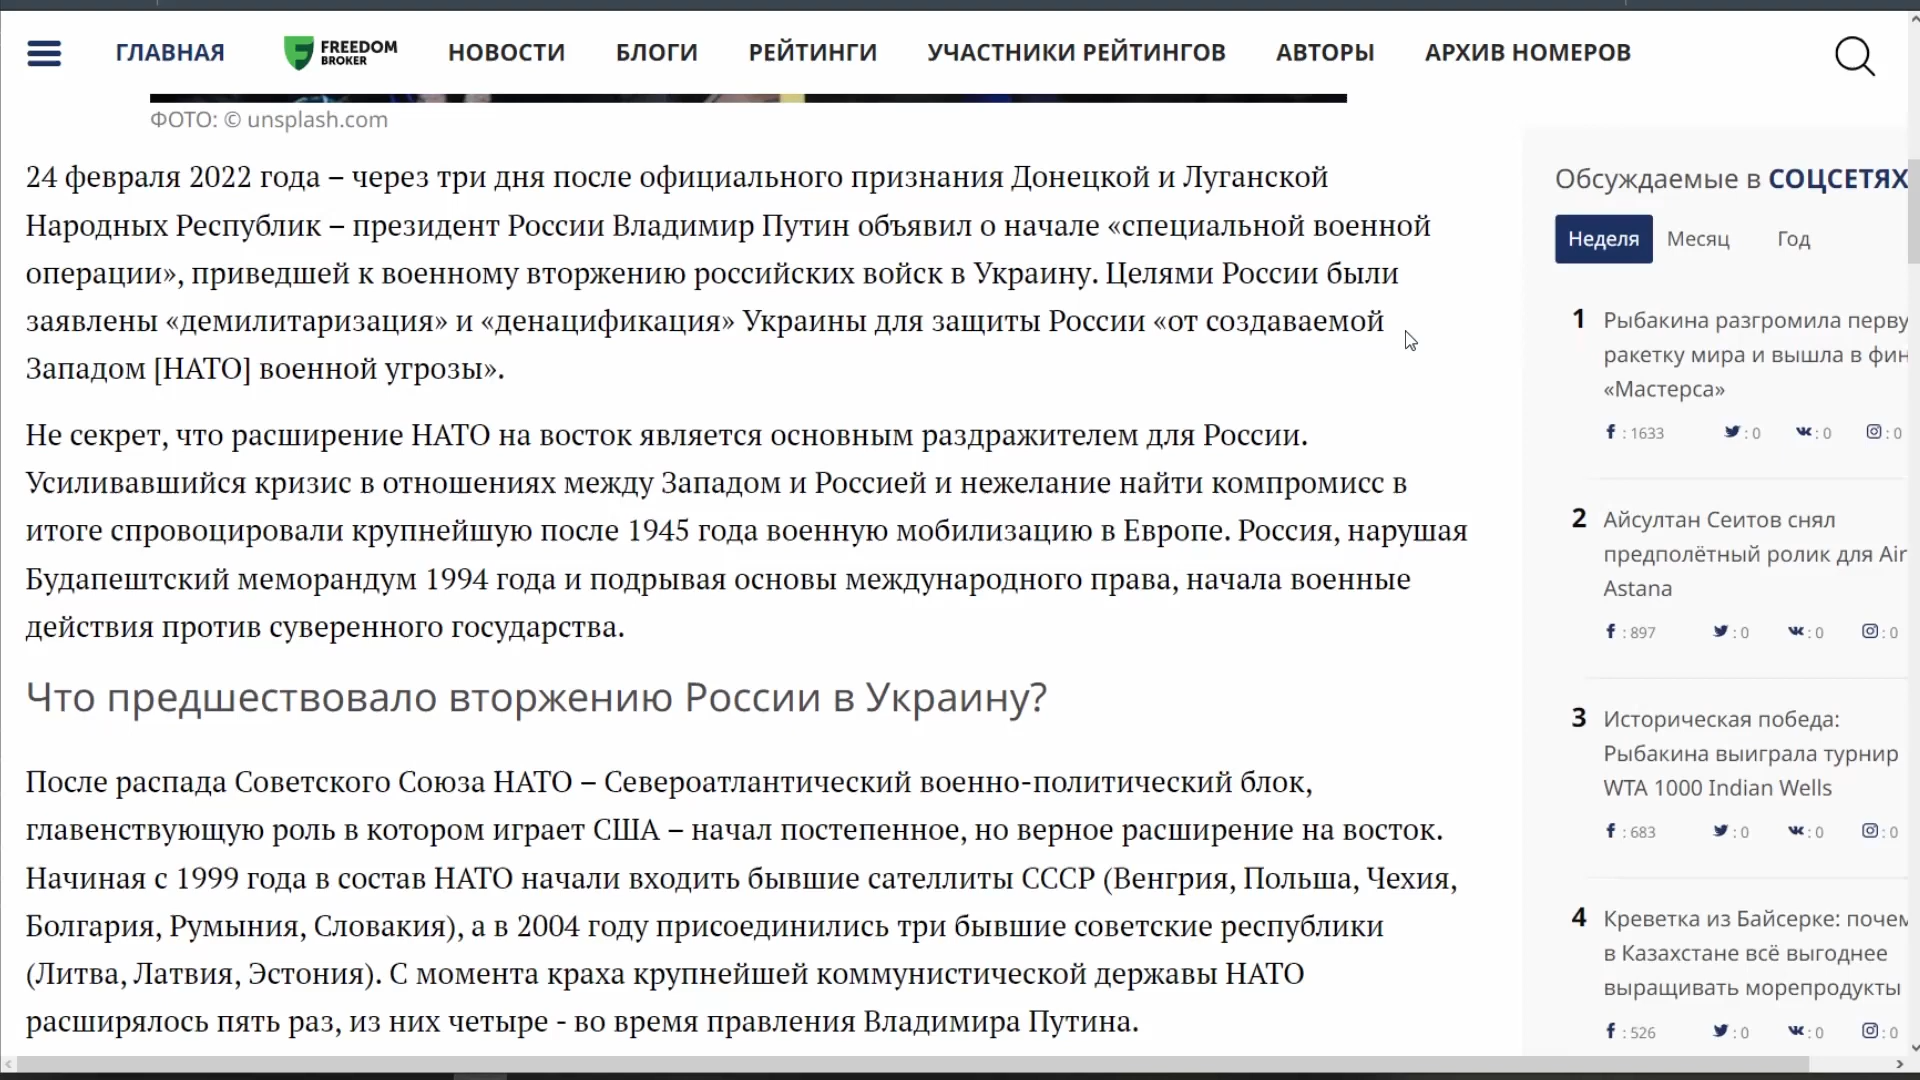 ГЛАВНАЯ
FREEDOM
BROKER
НОВОСТИ
БЛОГИ
РЕЙТИНГИ
УЧАСТНИКИ РЕЙТИНГОВ
АВТОРЫ
АРХИВ НОМЕРОВ
ФОТО: © unsplash.com
24 февраля 2022 года – через три дня после официального признания Донецкой и Луганской
Народных Республик – президент России Владимир Путин объявил о начале «специальной военной
операции», приведшей к военному вторжению российских войск в Украину. Целями России были
заявлены «демилитаризация» и «денацификация» Украины для защиты России «от создаваемой
Западом [НАТО] военной угрозы».
Не секрет, что расширение НАТО на восток является основным раздражителем для России.
Усиливавшийся кризис в отношениях между Западом и Россией и нежелание найти компромисс в
итоге спровоцировали крупнейшую после 1945 года военную мобилизацию в Европе. Россия, нарушая
Будапештский меморандум 1994 года и подрывая основы международного права, начала военные
действия против суверенного государства.
Что предшествовало вторжению России в Украину?
После распада Советского Союза НАТО – Североатлантический военно-политический блок,
главенствующую роль в котором играет США – начал постепенное, но верное расширение на восток.
Начиная с 1999 года в состав НАТО начали входить бывшие сателлиты СССР (Венгрия, Польша, Чехия,
Болгария, Румыния, Словакия), а в 2004 году присоединились три бывшие советские республики
(Литва, Латвия, Эстония). С момента краха крупнейшей коммунистической державы НАТО
расширялось пять раз, из них четыре - во время правления Владимира Путина.
Обсуждаемые в СОЦСЕТЯХ
Неделя Месяц Год
1 Рыбакина разгромила перву
ракетку мира и вышла в фин
«Мастерса»
: 1633 : 0 : 0 : 0
2 Айсултан Сеитов снял
предполётный ролик для Air
Astana
: 897 : 0 : 0 : 0
3 Историческая победа:
Рыбакина выиграла турнир
WTA 1000 Indian Wells
: 683 : 0 : 0 : 0
4 Креветка из Байсерке: почем
в Казахстане всё выгоднее
выращивать морепродукты
: 526 : 0 : 0 : 0